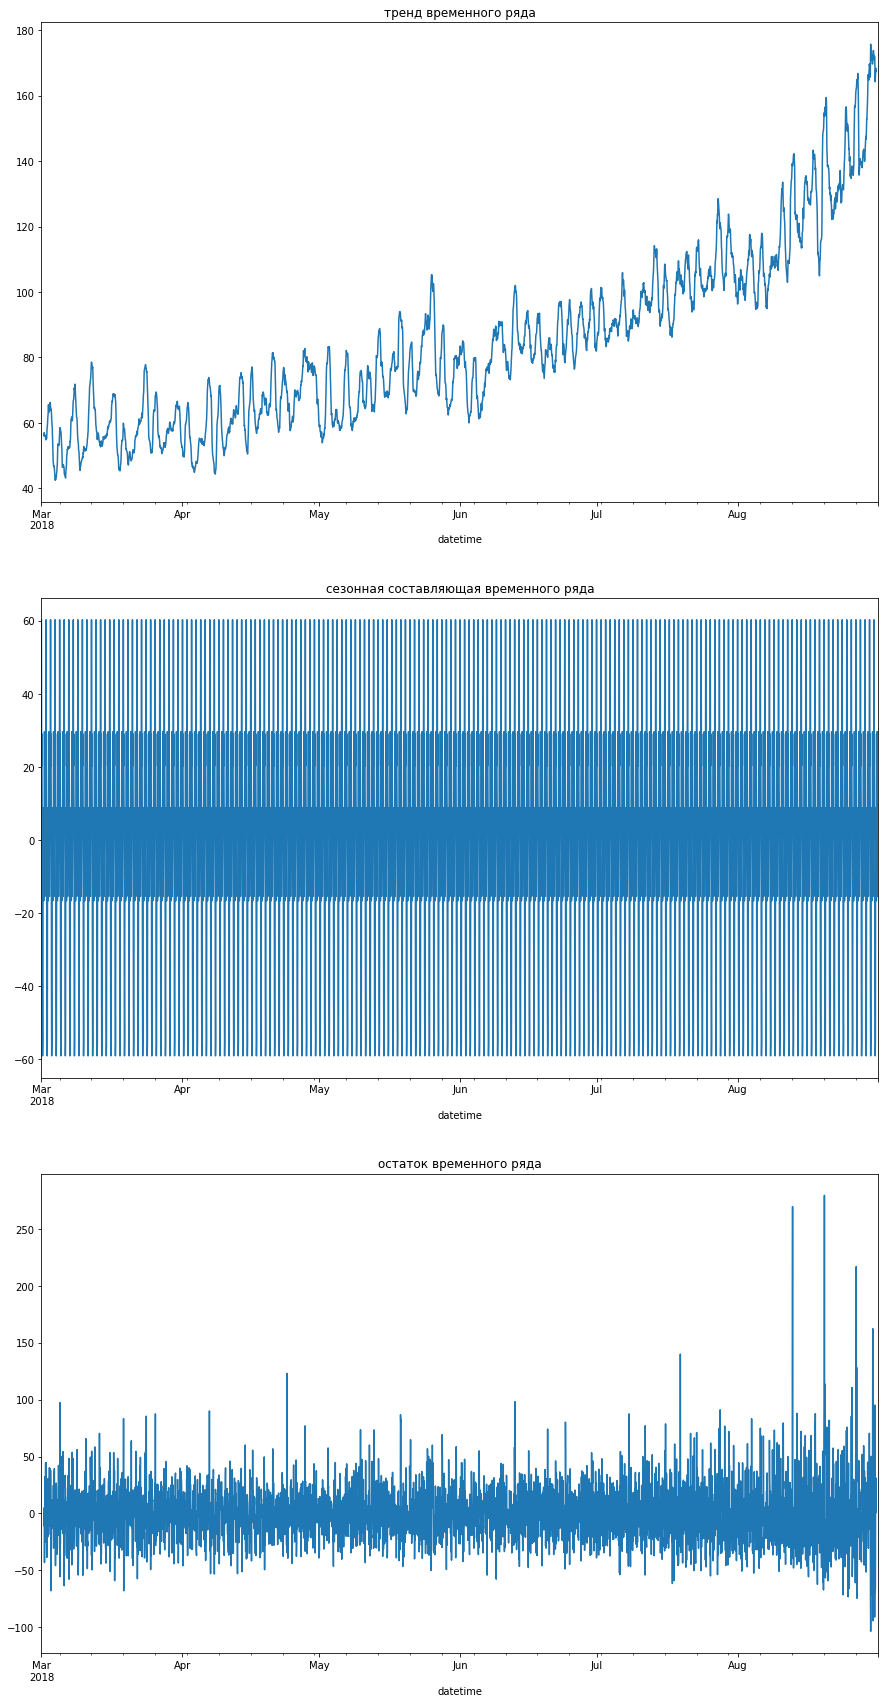 тренд временного ряда
180
160
140
120
100
80
60
40
Mar Apr May Jun Jul Aug
2018
datetime
сезонная составляющая временного ряда
60
40
20
0
−20
−40
−60
Mar Apr May Jun Jul Aug
2018
datetime
остаток временного ряда
250
200
150
100
50
0
−50
−100
Mar Apr May Jun Jul Aug
2018
datetime